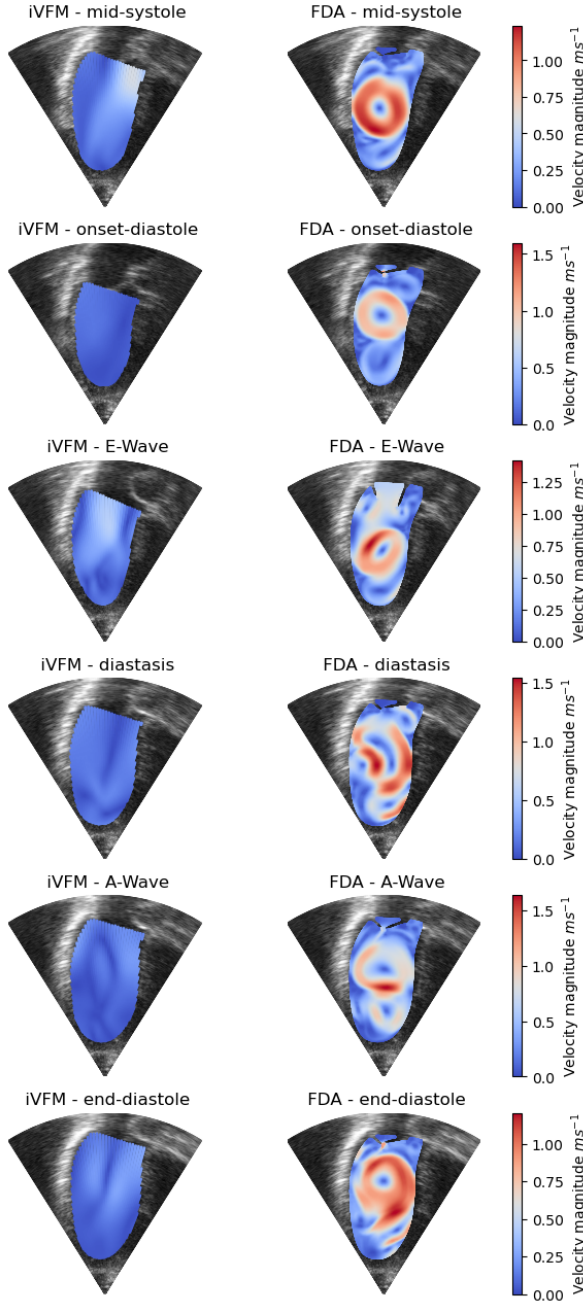 iVFM - mid-systole
FDA - mid-systole
1.00
0.75
0.50
0.25
0.00
Velocity magnitude ms⁻¹
iVFM - onset-diastole
FDA - onset-diastole
1.5
1.0
0.5
0.0
Velocity magnitude ms⁻¹
iVFM - E-Wave
FDA - E-Wave
1.25
1.00
0.75
0.50
0.25
0.00
Velocity magnitude ms⁻¹
iVFM - diastasis
FDA - diastasis
1.5
1.0
0.5
0.0
Velocity magnitude ms⁻¹
iVFM - A-Wave
FDA - A-Wave
1.5
1.0
0.5
0.0
Velocity magnitude ms⁻¹
iVFM - end-diastole
FDA - end-diastole
1.00
0.75
0.50
0.25
0.00
Velocity magnitude ms⁻¹